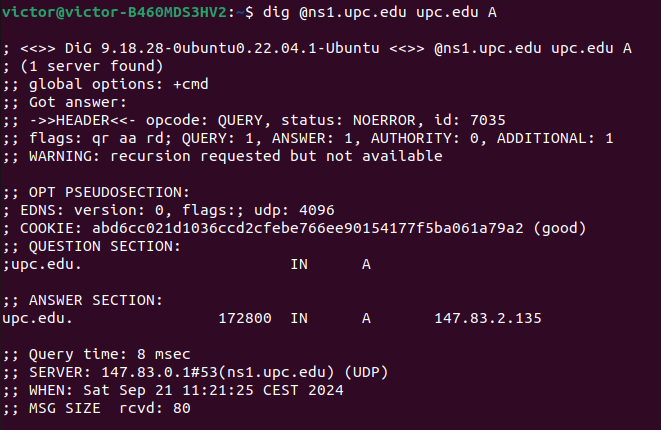 victor@victor-B460MDS3HV2:~$ dig @ns1.upc.edu upc.edu A
; <<>> DiG 9.18.28-0ubuntu0.22.04.1-Ubuntu <<>> @ns1.upc.edu upc.edu A
; (1 server found)
;; global options: +cmd
;; Got answer:
;; ->>HEADER<<- opcode: QUERY, status: NOERROR, id: 7035
;; flags: qr aa rd; QUERY: 1, ANSWER: 1, AUTHORITY: 0, ADDITIONAL: 1
;; WARNING: recursion requested but not available
;; OPT PSEUDOSECTION:
; EDNS: version: 0, flags:; udp: 4096
; COOKIE: abd6cc021d1036ccd2cfebe766ee90154177f5ba061a79a2 (good)
;; QUESTION SECTION:
;upc.edu. IN A
;; ANSWER SECTION:
upc.edu. 172800 IN A 147.83.2.135
;; Query time: 8 msec
;; SERVER: 147.83.0.1#53(ns1.upc.edu) (UDP)
;; WHEN: Sat Sep 21 11:21:25 CEST 2024
;; MSG SIZE rcvd: 80